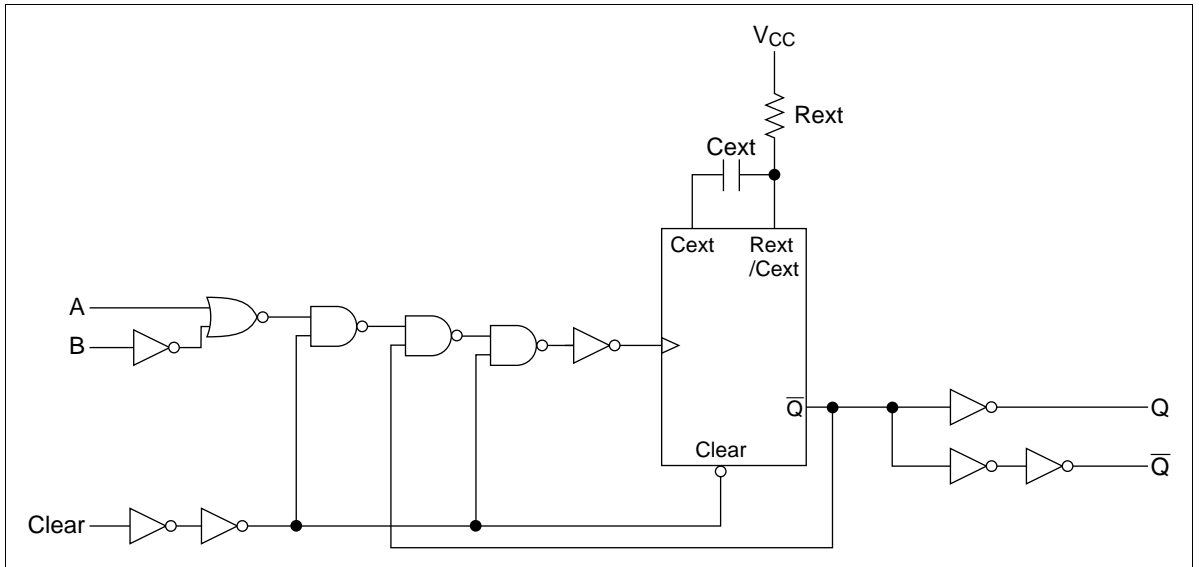 VCC
Rext
Cext
Cext
Rext
/Cext
A
B
Q̅
Q
Clear
Q̅
Clear